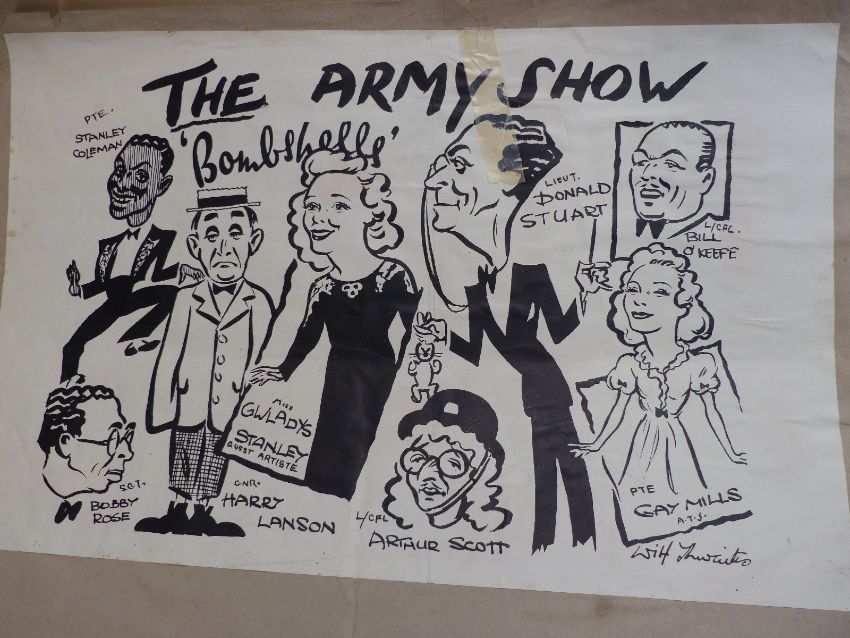 THE ARMY SHOW
'Bombshells'
PTE.
STANLEY
COLEMAN
LIEUT.
DONALD
STUART
L/CPL.
BILL
O'KEEFE
MISS
GWLADYS
STANLEY
GUEST ARTISTE
SGT.
BOBBY
ROSE
GNR.
HARRY
LANSON
L/CPL
ARTHUR SCOTT
PTE
GAY MILLS
A.T.S.